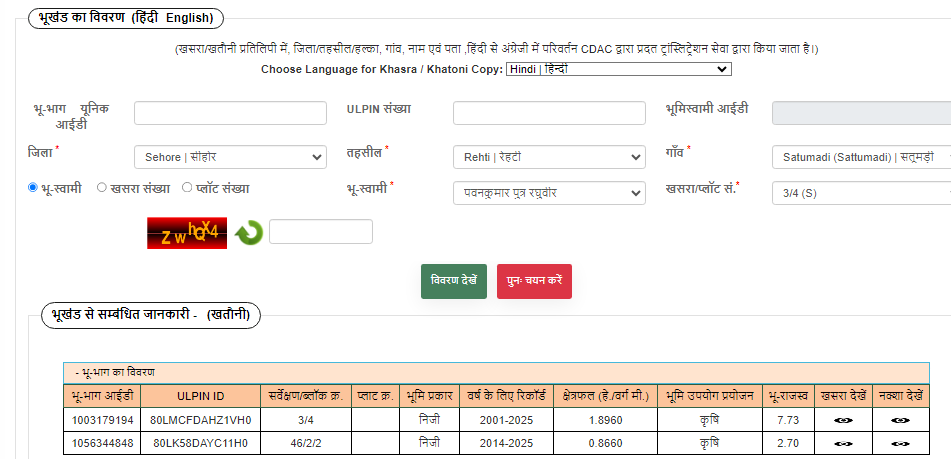 भूखंड का विवरण (हिंदी English)
(खसरा/खतौनी प्रतिलिपी में, जिला/तहसील/हल्का, गांव, नाम एवं पता ,हिंदी से अंग्रेजी में परिवर्तन CDAC द्वारा प्रदत ट्रांस्लिट्रेशन सेवा द्वारा किया जाता है।)
Choose Language for Kasra / Khatoni Copy: Hindi | हिन्दी
भू-भाग यूनिक आईडी ULPIN संख्या भूमिस्वामी आईडी
जिला * Sehore | सीहोर तहसील * Rehti | रेहटी गाँव * Satumadi (Sattumadi) | सतूमड़ी
भू-स्वामी खसरा संख्या प्लॉट संख्या भू-स्वामी * पवनकुमार पुत्र रघुवीर खसरा/प्लॉट सं.* 3/4 (S)
ZwhQX4
विवरण देखें पुनः चयन करें
भूखंड से सम्बंधित जानकारी - (खतौनी)
- भू-भाग का विवरण
भू-भाग आईडी ULPIN ID सर्वेक्षण/ब्लॉक क्र. प्लाट क्र. भूमि प्रकार वर्ष के लिए रिकॉर्ड क्षेत्रफल (हे./वर्ग मी.) भूमि उपयोग प्रयोजन भू-राजस्व खसरा देखें नक्शा देखें
1003179194 80LMCFDAHZ1VH0 3/4 निजी 2001-2025 1.8960 कृषि 7.73
1056344848 80LK58DAYC11H0 46/2/2 निजी 2014-2025 0.8660 कृषि 2.70